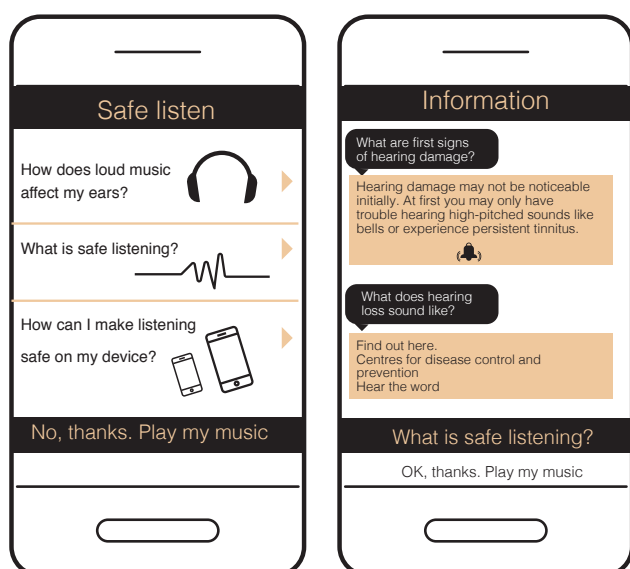 Safe listen
How does loud music
affect my ears?
What is safe listening?
How can I make listening
safe on my device?
No, thanks. Play my music
Information
What are first signs
of hearing damage?
Hearing damage may not be noticeable
initially. At first you may only have
trouble hearing high-pitched sounds like
bells or experience persistent tinnitus.
What does hearing
loss sound like?
Find out here.
Centres for disease control and
prevention
Hear the word
What is safe listening?
OK, thanks. Play my music